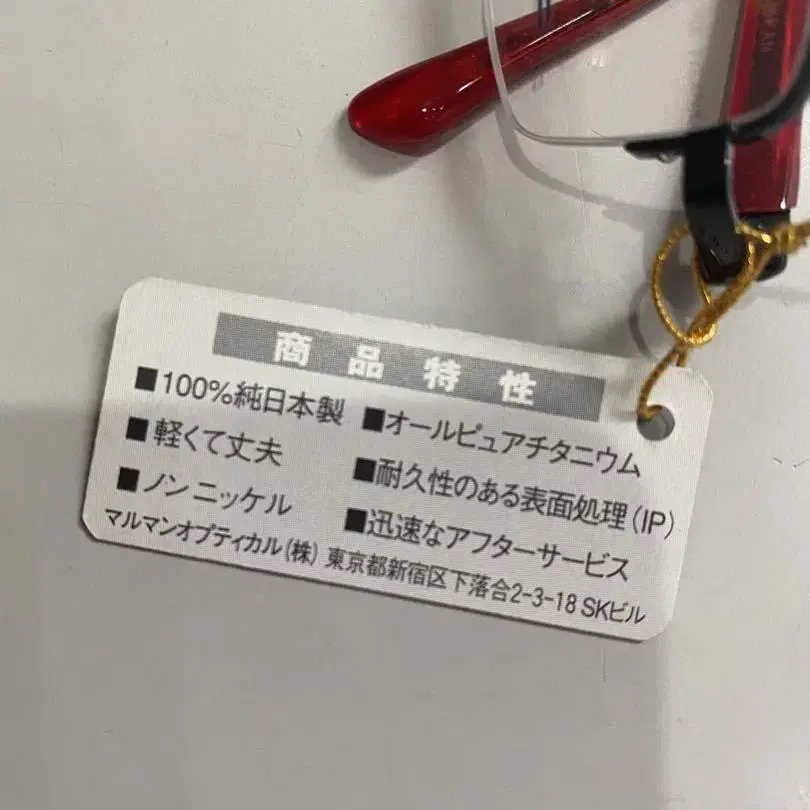 商品特性
■100%純日本製 ■オールピュアチタニウム
■軽くて丈夫 ■耐久性のある表面処理(IP)
■ノンニッケル ■迅速なアフターサービス
マルマンオプティカル(株) 東京都新宿区下落合2-3-18 SKビル